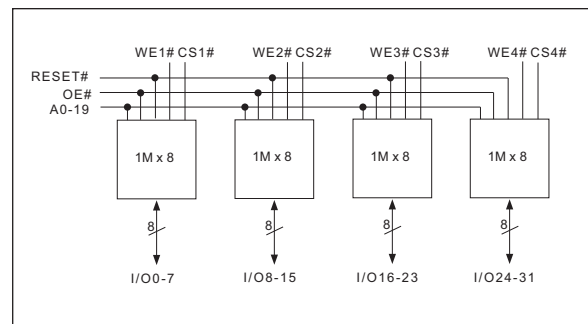 WE1# CS1# WE2# CS2# WE3# CS3# WE4# CS4#
RESET#
OE#
A0-19
1M x 8 1M x 8 1M x 8 1M x 8
8 8 8 8
I/O0-7 I/O8-15 I/O16-23 I/O24-31